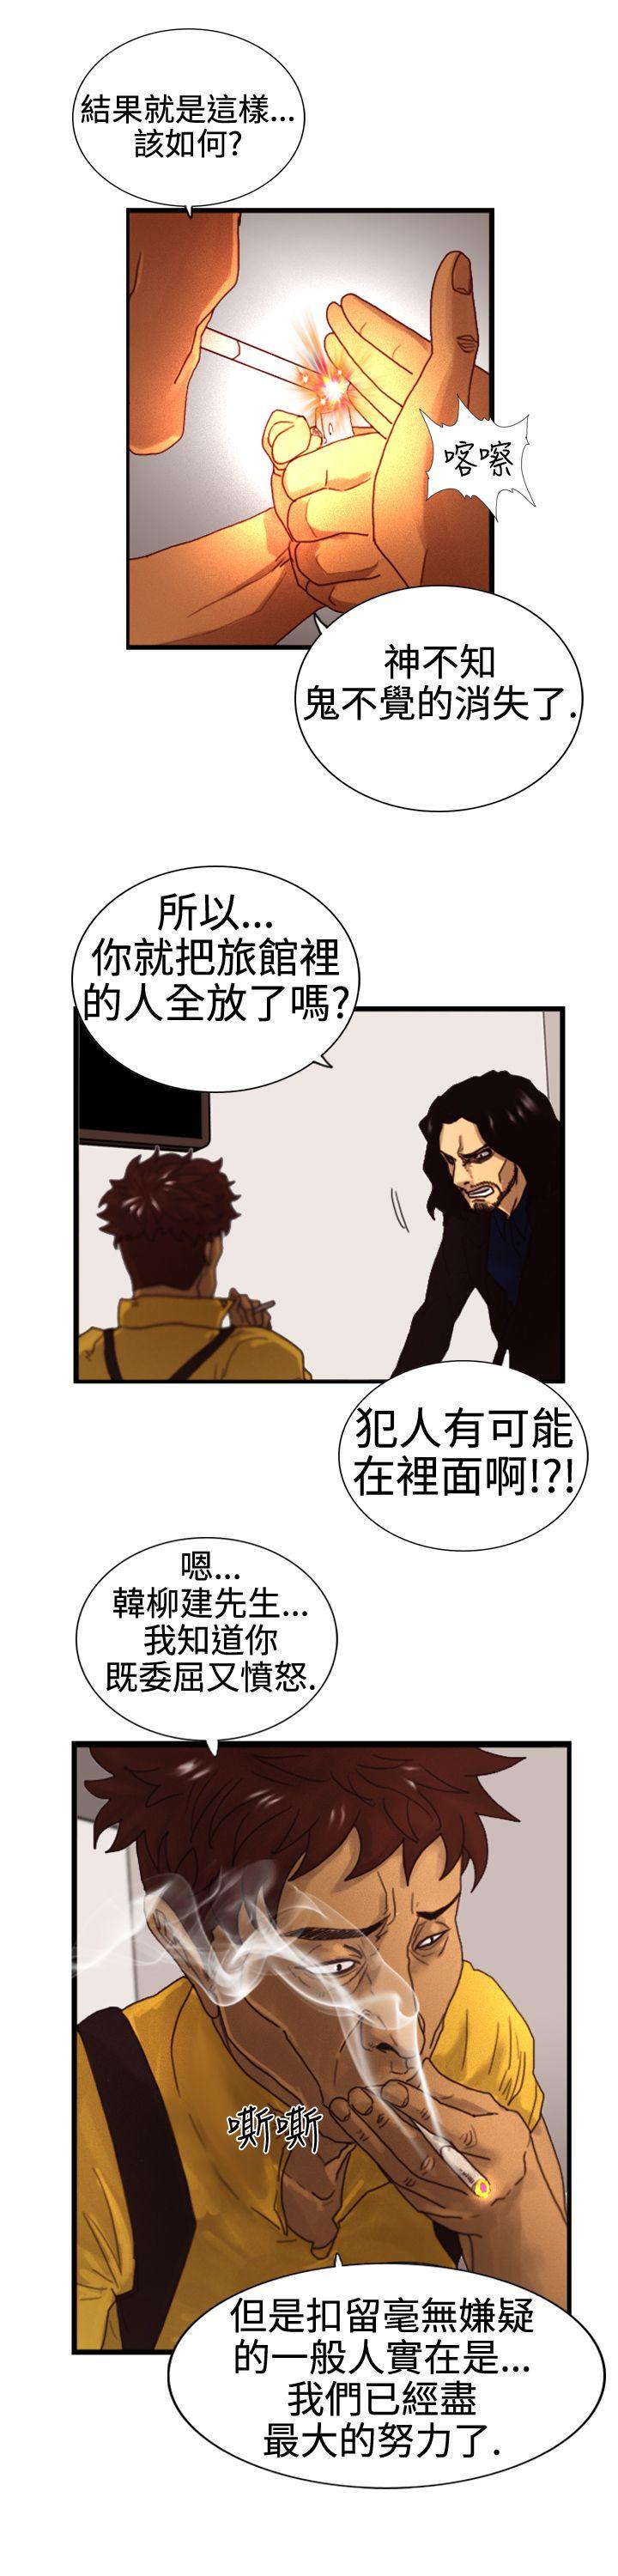 結果就是這樣...
該如何?
喀嚓
神不知
鬼不覺的消失了.
所以...
你就把旅館裡
的人全放了嗎?
犯人有可能
在裡面啊!?!
嗯...
韓柳建先生...
我知道你
既委屈又憤怒.
嘶嘶
但是扣留毫無嫌疑
的一般人實在是...
我們已經盡
最大的努力了.